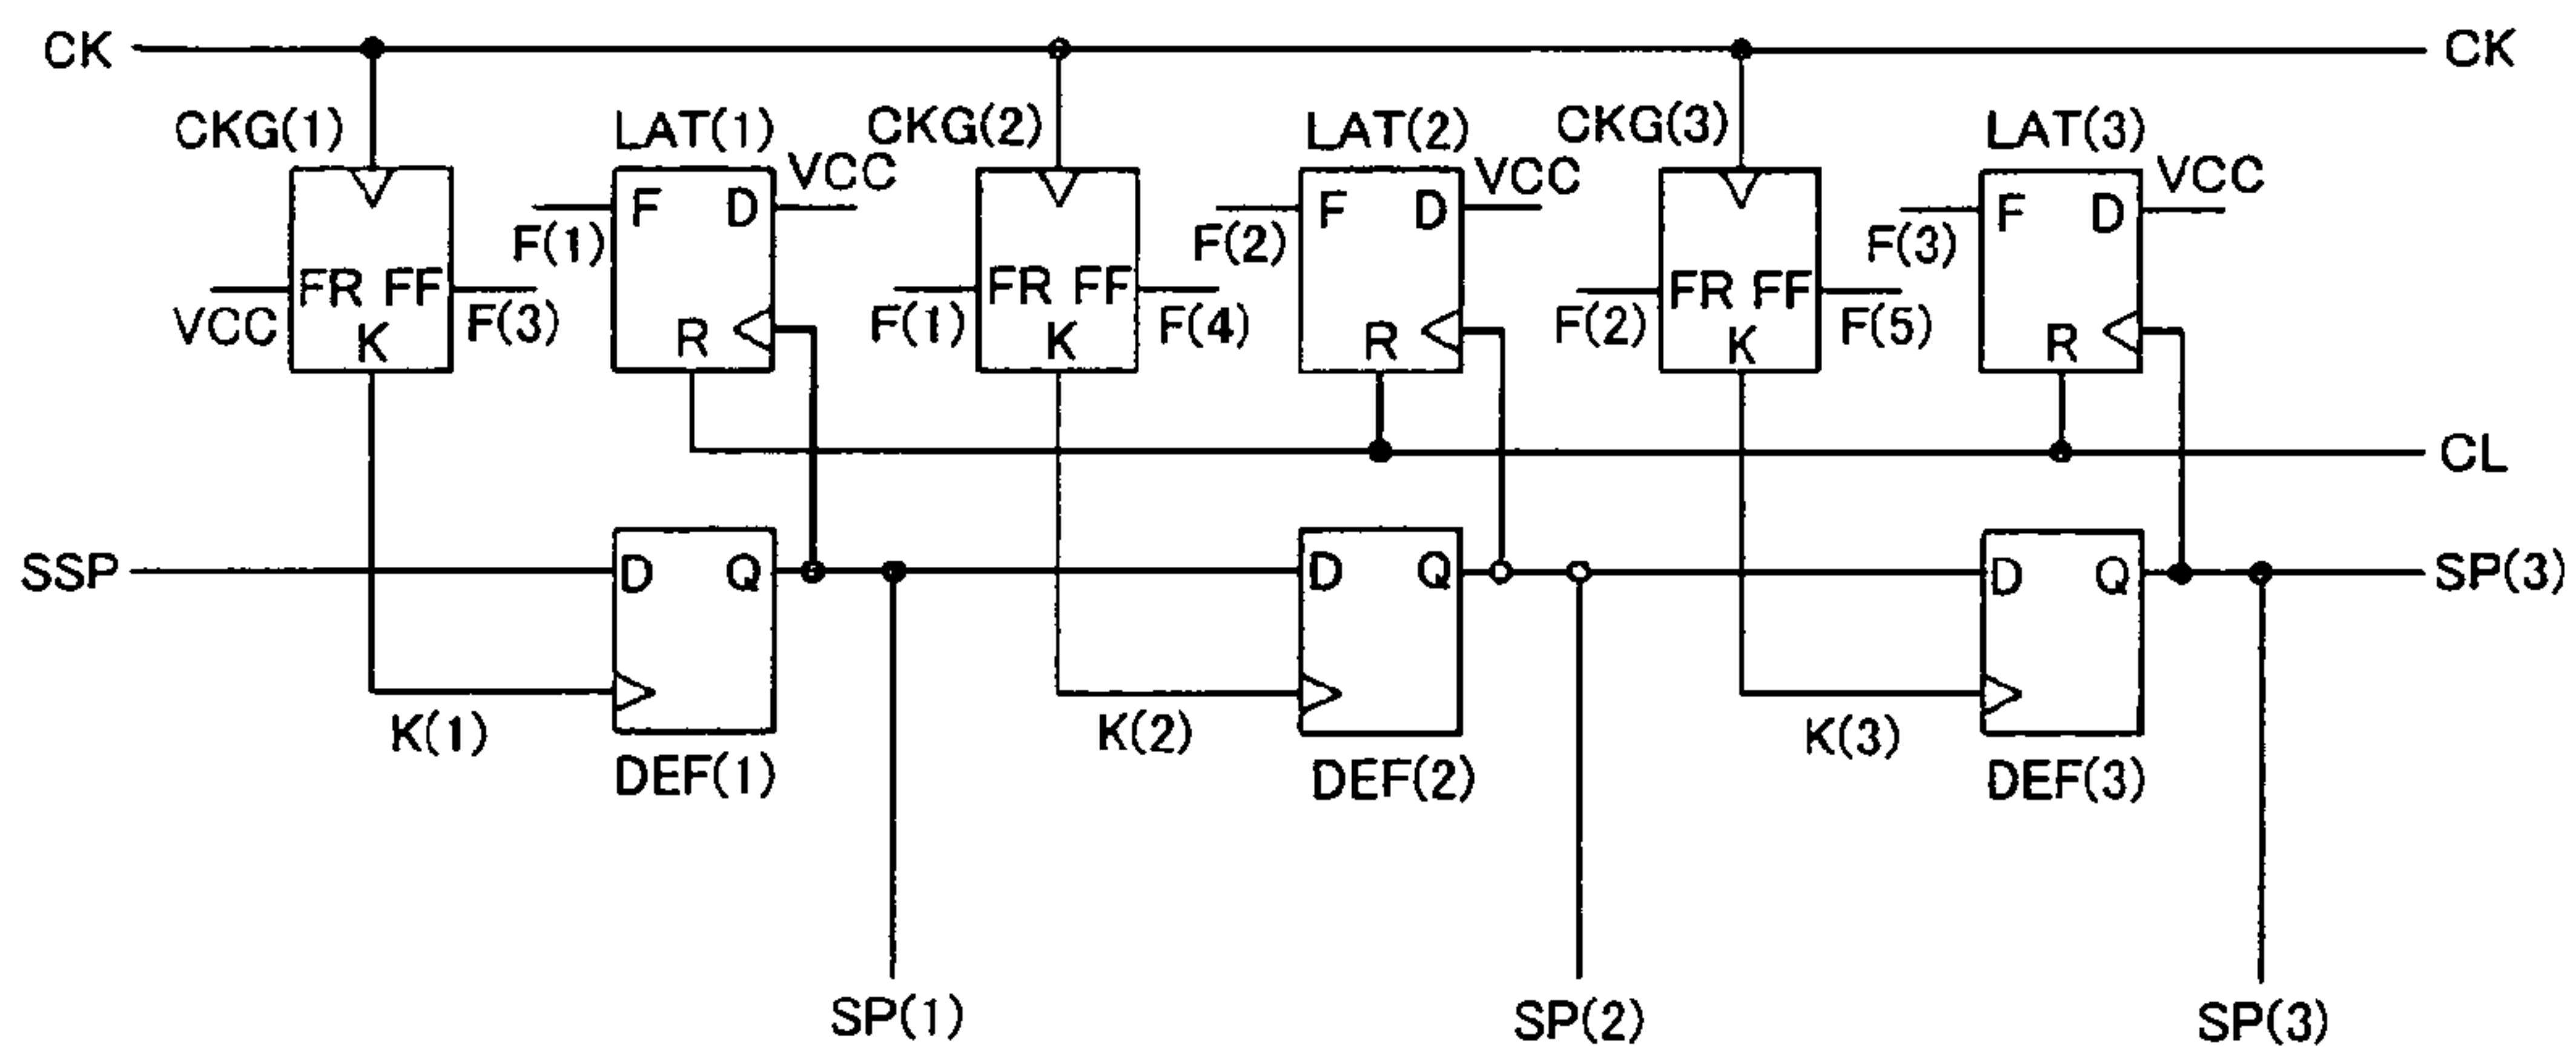 CK CK
CKG(1) LAT(1) CKG(2) LAT(2) CKG(3) LAT(3)
VCC VCC VCC
F D F D F D
F(1) F(2) F(3)
FR FF FR FF FR FF
VCC K F(3) R F(1) K F(4) R F(2) K F(5) R
CL
SSP D Q D Q D Q SP(3)
K(1) K(2) K(3)
DEF(1) DEF(2) DEF(3)
SP(1) SP(2) SP(3)